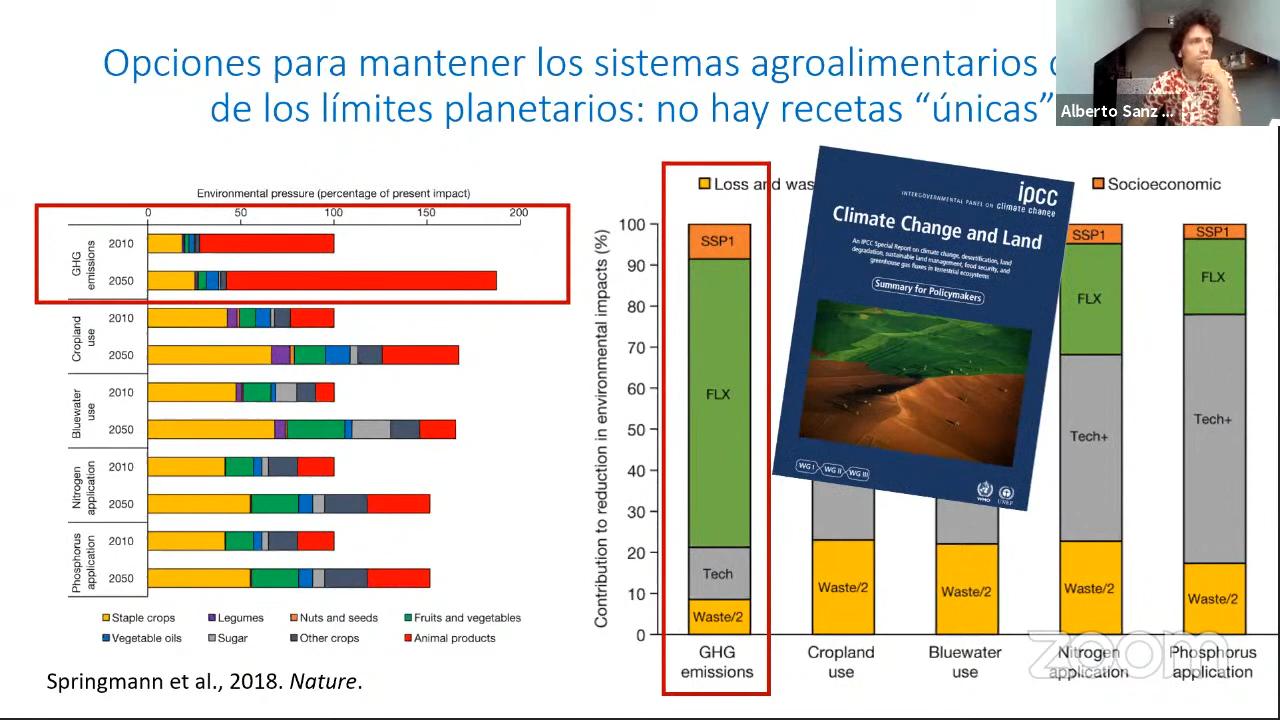 Opciones para mantener los sistemas agroalimentarios
de los límites planetarios: no hay recetas “únicas”
Alberto Sanz ...
Environmental pressure (percentage of present impact)
0 50 100 150 200
GHG emissions
2010
2050
Cropland use
2010
2050
Bluewater use
2010
2050
Nitrogen application
2010
2050
Phosphorus application
2010
2050
Staple crops Legumes Nuts and seeds Fruits and vegetables
Vegetable oils Sugar Other crops Animal products
Springmann et al., 2018. Nature.
Loss and was
Socioeconomic
Contribution to reduction in environmental impacts (%)
100
90
80
70
60
50
40
30
20
10
0
SSP1
FLX
Tech
Waste/2
GHG
emissions
Waste/2
Cropland
use
Waste/2
Bluewater
use
SSP1
FLX
Tech+
Waste/2
Nitrogen
application
SSP1
FLX
Tech+
Waste/2
Phosphorus
application
ipcc
INTERGOVERNMENTAL PANEL ON climate change
Climate Change and Land
An IPCC Special Report on climate change, desertification, land
degradation, sustainable land management, food security, and
greenhouse gas fluxes in terrestrial ecosystems
Summary for Policymakers
WG I WG II WG III
WMO UNEP
zoom